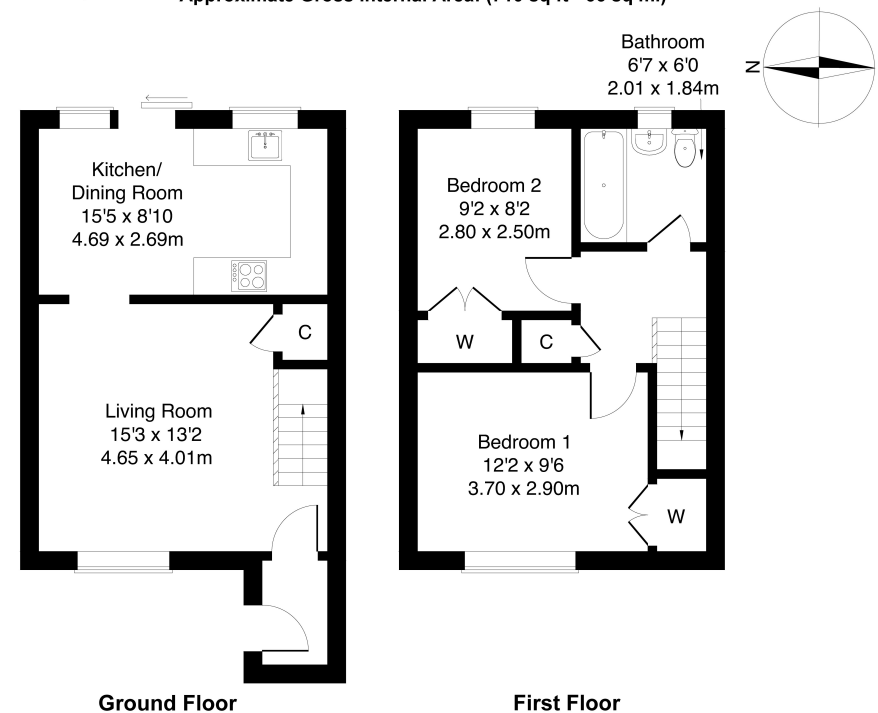 Bathroom
6'7 x 6'0
2.01 x 1.84m
N
Kitchen/
Dining Room
15'5 x 8'10
4.69 x 2.69m
C
Living Room
15'3 x 13'2
4.65 x 4.01m
Bedroom 2
9'2 x 8'2
2.80 x 2.50m
W
C
Bedroom 1
12'2 x 9'6
3.70 x 2.90m
W
Ground Floor
First Floor